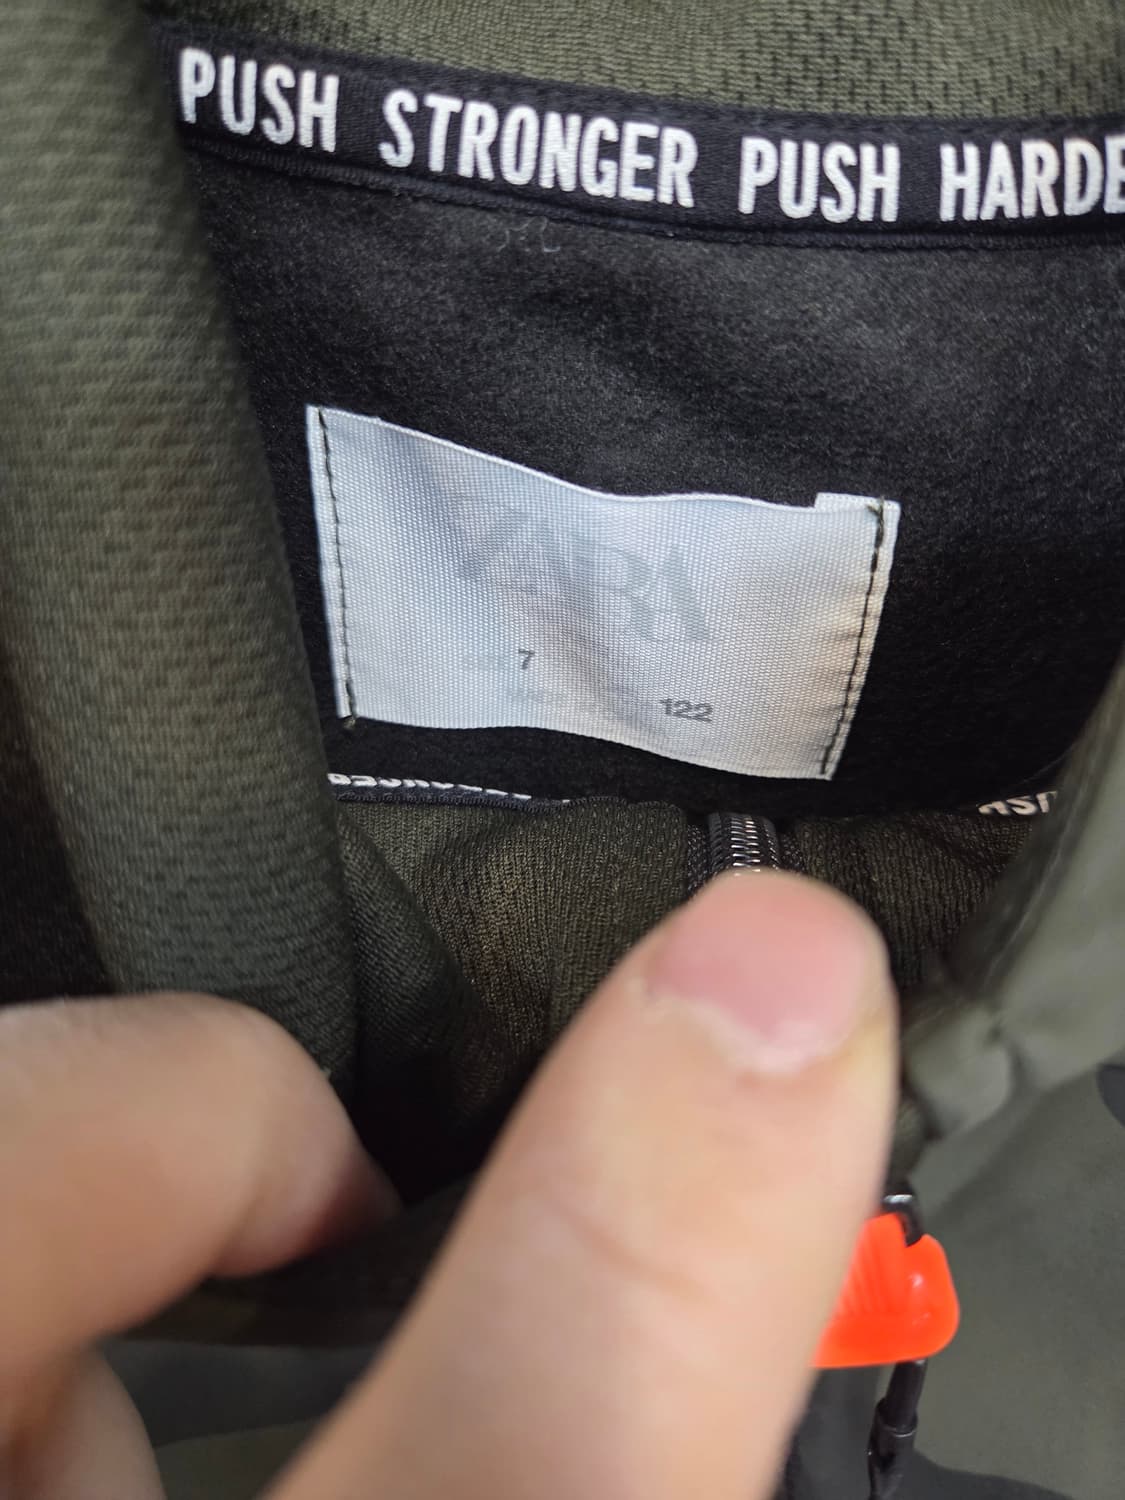 PUSH STRONGER PUSH HARDE
ZARA
7
122